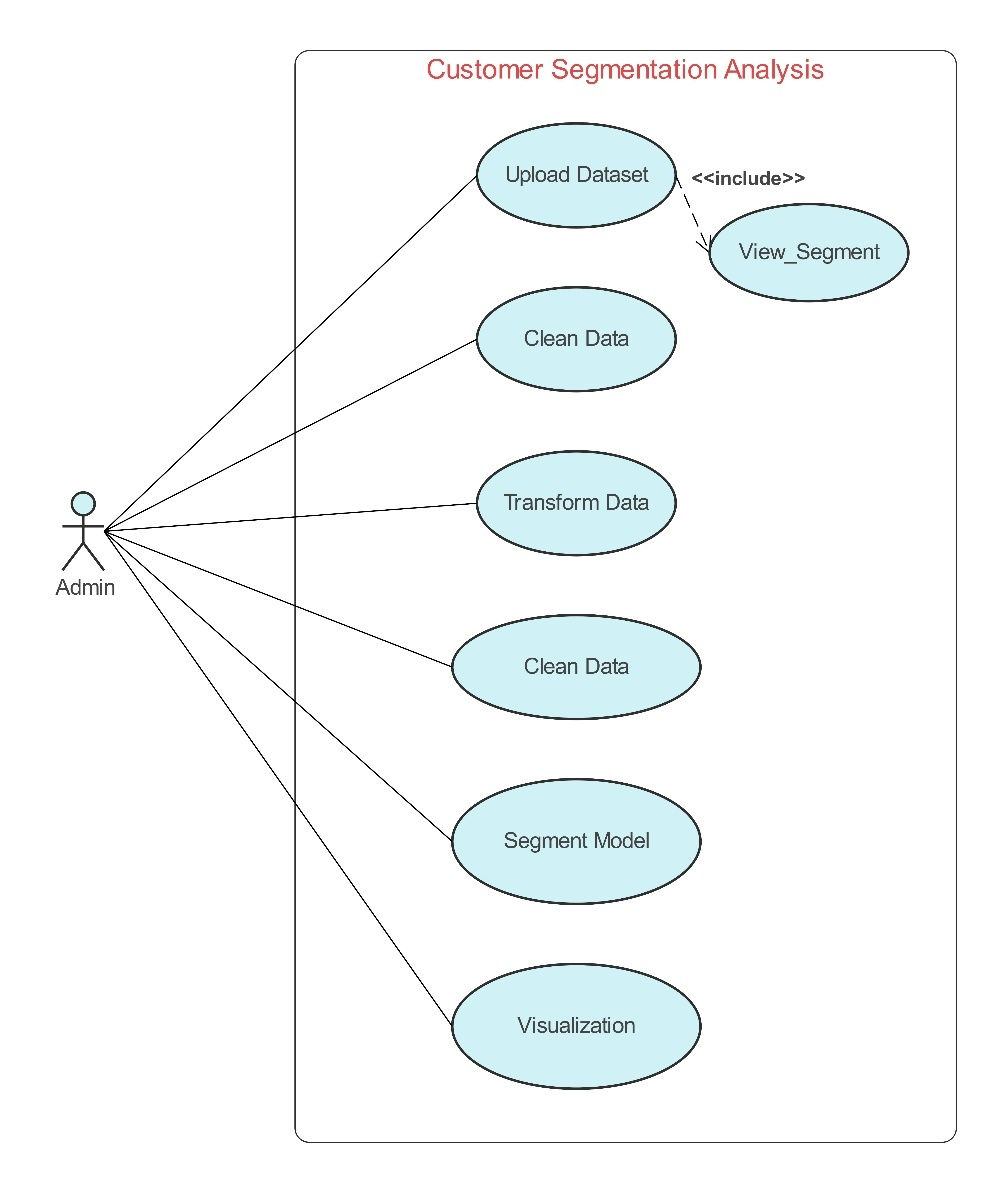 Customer Segmentation Analysis
Upload Dataset
<<include>>
View_Segment
Clean Data
Transform Data
Admin
Clean Data
Segment Model
Visualization